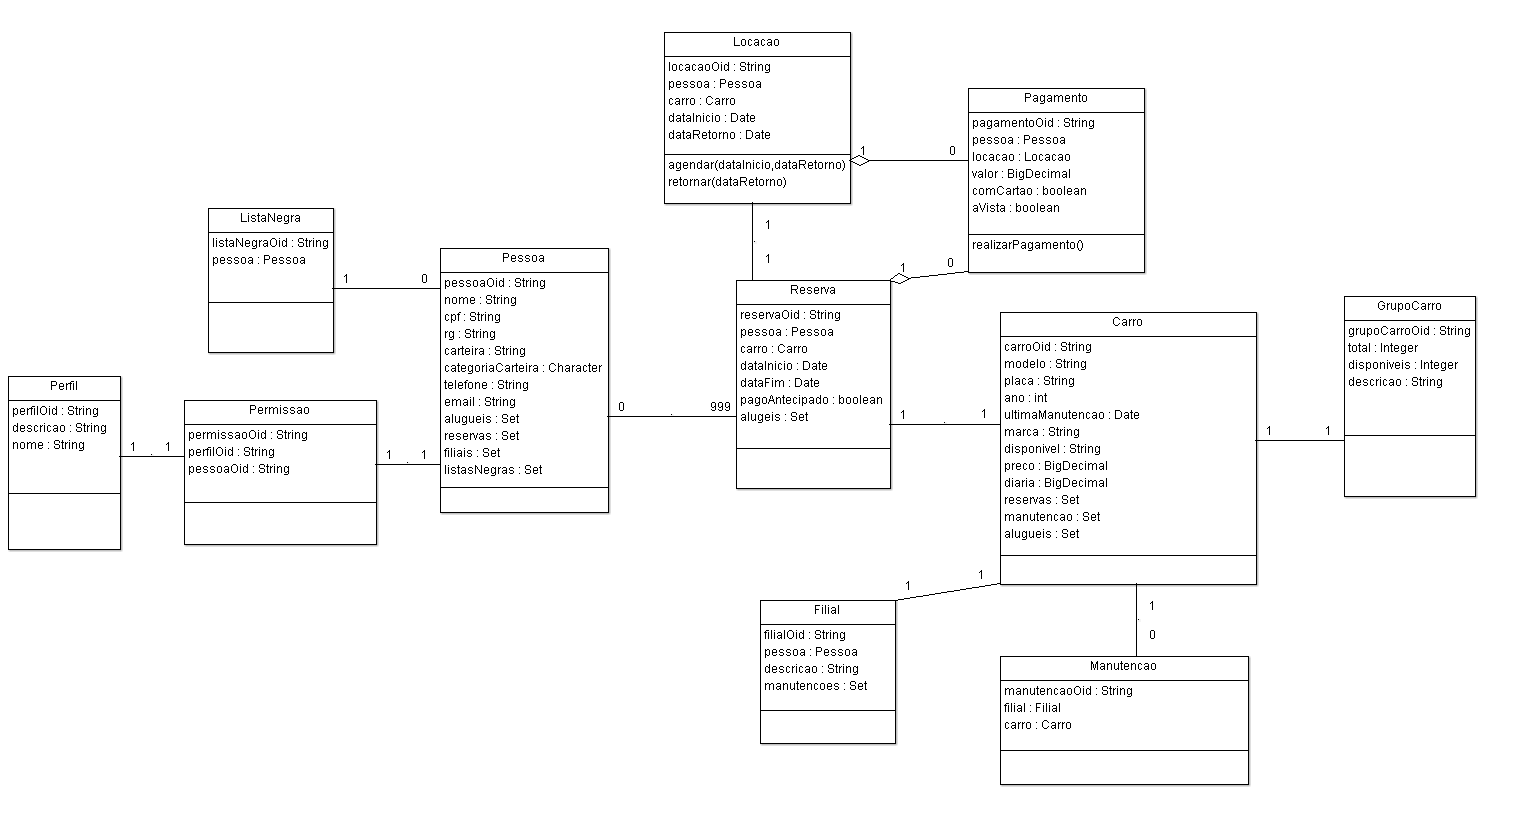 Locacao
locacaoOid : String
pessoa : Pessoa
carro : Carro
dataInicio : Date
dataRetorno : Date
agendar(dataInicio,dataRetorno)
retornar(dataRetorno)
1
0
1
1
Pagamento
pagamentoOid : String
pessoa : Pessoa
locacao : Locacao
valor : BigDecimal
comCartao : boolean
aVista : boolean
realizarPagamento()
1
0
ListaNegra
listaNegraOid : String
pessoa : Pessoa
1
0
Pessoa
pessoaOid : String
nome : String
cpf : String
rg : String
carteira : String
categoriaCarteira : Character
telefone : String
email : String
alugueis : Set
reservas : Set
filiais : Set
listasNegras : Set
0
999
Reserva
reservaOid : String
pessoa : Pessoa
carro : Carro
dataInicio : Date
dataFim : Date
pagoAntecipado : boolean
alugeis : Set
1
1
Carro
carroOid : String
modelo : String
placa : String
ano : int
ultimaManutencao : Date
marca : String
disponivel : String
preco : BigDecimal
diaria : BigDecimal
reservas : Set
manutencao : Set
alugueis : Set
1
1
GrupoCarro
grupoCarroOid : String
total : Integer
disponiveis : Integer
descricao : String
Perfil
perfilOid : String
descricao : String
nome : String
1
1
Permissao
permissaoOid : String
perfilOid : String
pessoaOid : String
1
1
1
1
Filial
filialOid : String
pessoa : Pessoa
descricao : String
manutencoes : Set
1
0
Manutencao
manutencaoOid : String
filial : Filial
carro : Carro